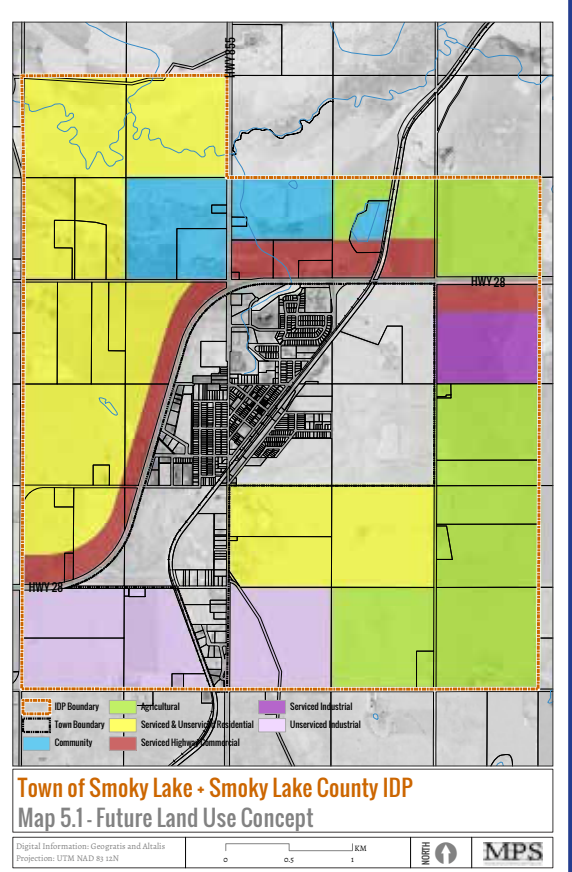 HWY 855
HWY 28
HWY 28
IDP Boundary
Agricultural
Serviced Industrial
Town Boundary
Serviced & Unserviced Residential
Unserviced Industrial
Community
Serviced Highway Commercial
Town of Smoky Lake + Smoky Lake County IDP
Map 5.1 - Future Land Use Concept
Digital Information: Geogratis and Altalis
Projection: UTM NAD 83 12N
KM
0 0.5 1
NORTH
MPS